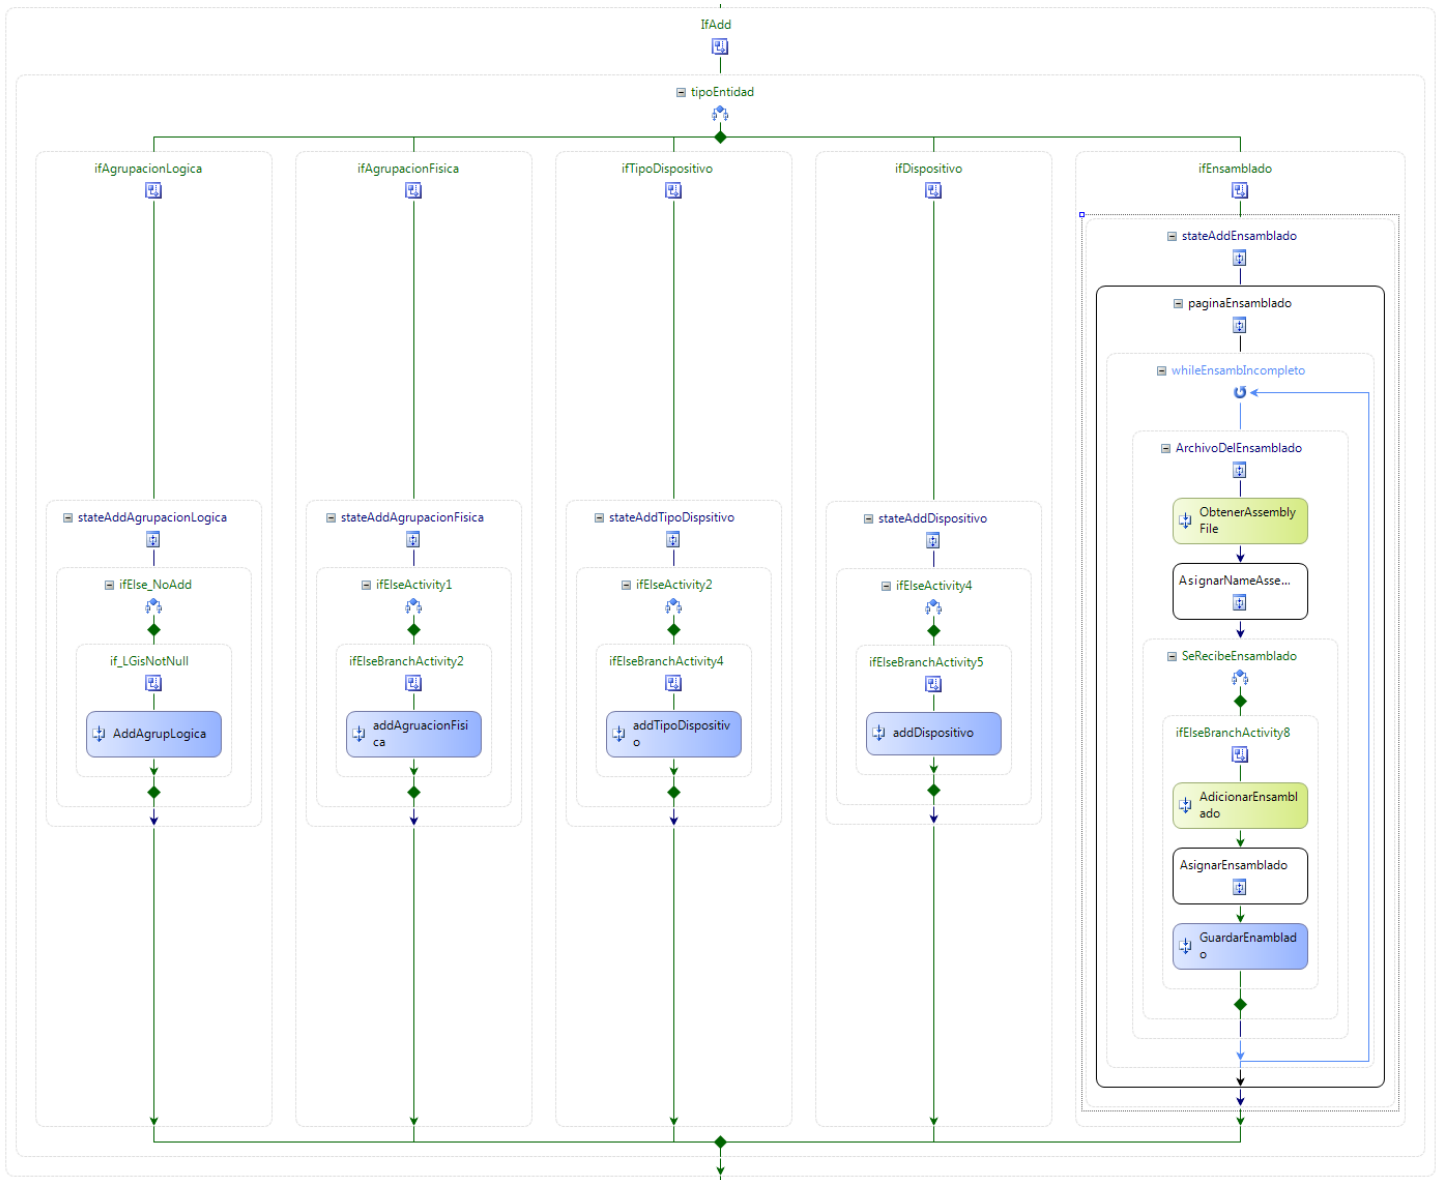 IfAdd
tipoEntidad
ifAgrupacionLogica
ifAgrupacionFisica
ifTipoDispositivo
ifDispositivo
ifEnsamblado
stateAddEnsamblado
paginaEnsamblado
whileEnsambIncompleto
ArchivoDelEnsamblado
ObtenerAssembly
File
AsignarNameAsse...
SeRecibeEnsamblado
ifElseBranchActivity8
AdicionarEnsambl
ado
AsignarEnsamblado
GuardarEnamblad
o
stateAddAgrupacionLogica
ifElse_NoAdd
if_LGisNotNull
AddAgrupLogica
stateAddAgrupacionFisica
ifElseActivity1
ifElseBranchActivity2
addAgruacionFisi
ca
stateAddTipoDispsitivo
ifElseActivity2
ifElseBranchActivity4
addTipoDispositiv
o
stateAddDispositivo
ifElseActivity4
ifElseBranchActivity5
addDispositivo